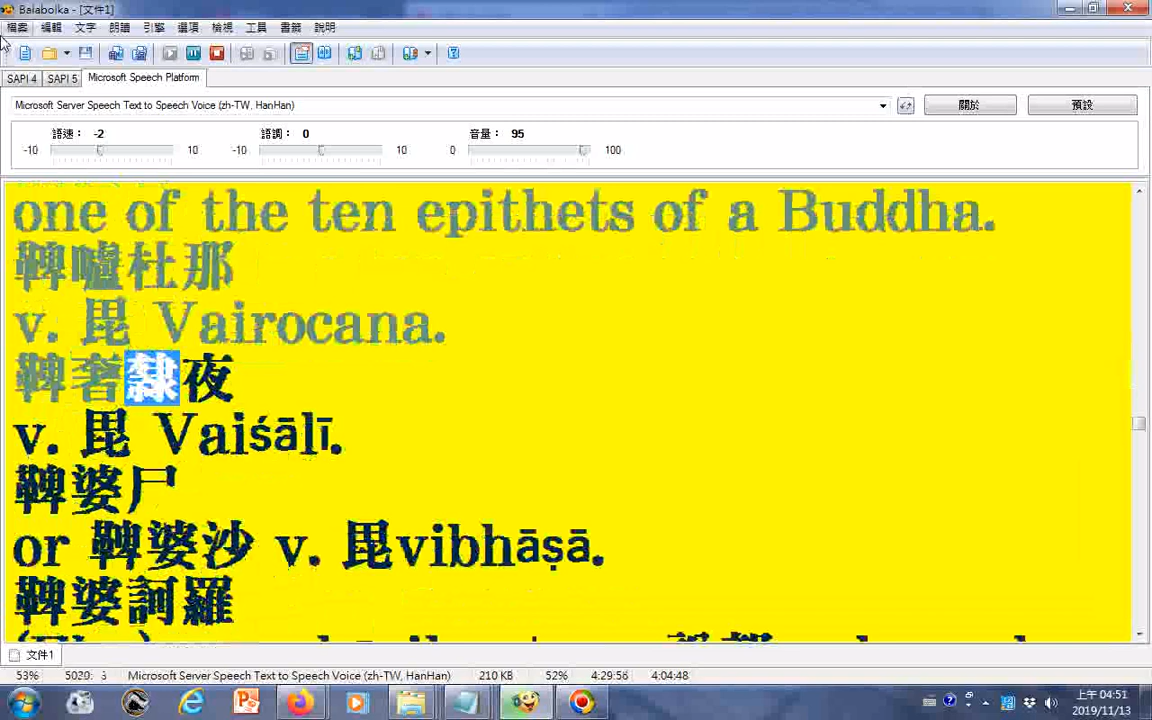 Balabolka - [文件1]
檔案 編輯 文字 朗讀 引擎 選項 檢視 工具 書籤 說明
SAPI 4 SAPI 5 Microsoft Speech Platform
Microsoft Server Speech Text to Speech Voice (zh-TW, HanHan) 關於 預設
語速： -2 語調： 0 音量： 95
-10 10 -10 10 0 100
one of the ten epithets of a Buddha.
鞞嚧杜那
v. 毘 Vairocana.
鞞奢隸夜
v. 毘 Vaiśālī.
鞞婆尸
or 鞞婆沙 v. 毘vibhāṣā.
鞞婆訶羅
文件1
53% Microsoft Server Speech Text to Speech Voice (zh-TW, HanHan) 210 KB 52% 4:29:56 4:04:48
上午 04:51
2019/11/13